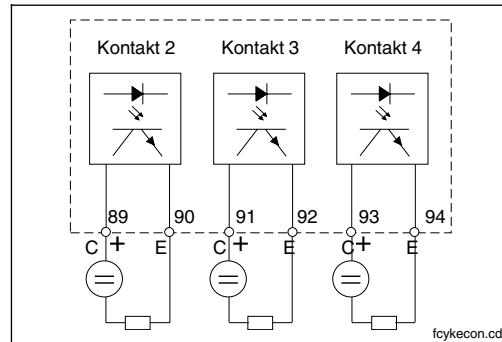 Kontakt 2 Kontakt 3 Kontakt 4
89 90 91 92 93 94
C + E C + E C + E
fcykecon.cd